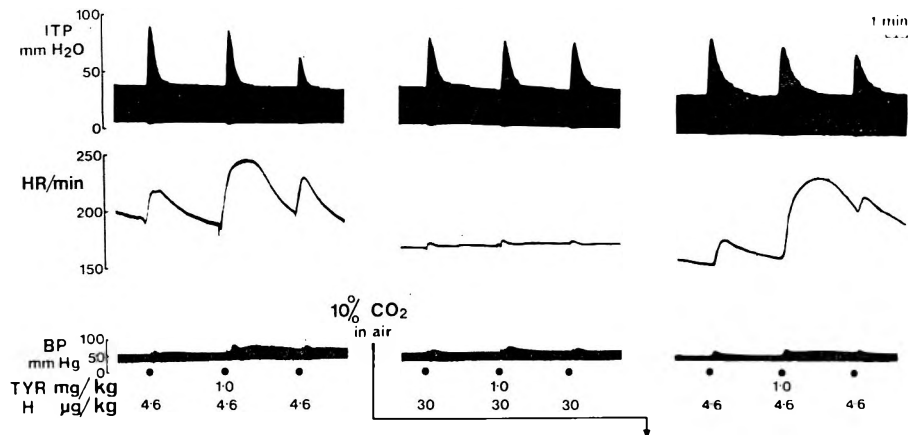 ITP
mm H2O
100
50
0
1 min
HR/min
250
200
150
10% CO2
in air
BP
mm Hg
100
50
0
TYR mg/kg 1·0 1·0 1·0
H µg/kg 4·6 4·6 4·6 30 30 30 4·6 4·6 4·6